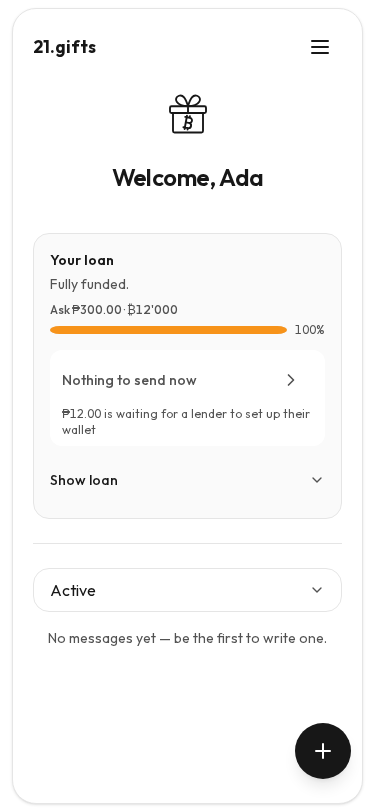 21.gifts
Welcome, Ada
Your loan
Fully funded.
Ask ₱300.00 · ₿12'000
100%
Nothing to send now
₱12.00 is waiting for a lender to set up their
wallet
Show loan
Active
No messages yet — be the first to write one.